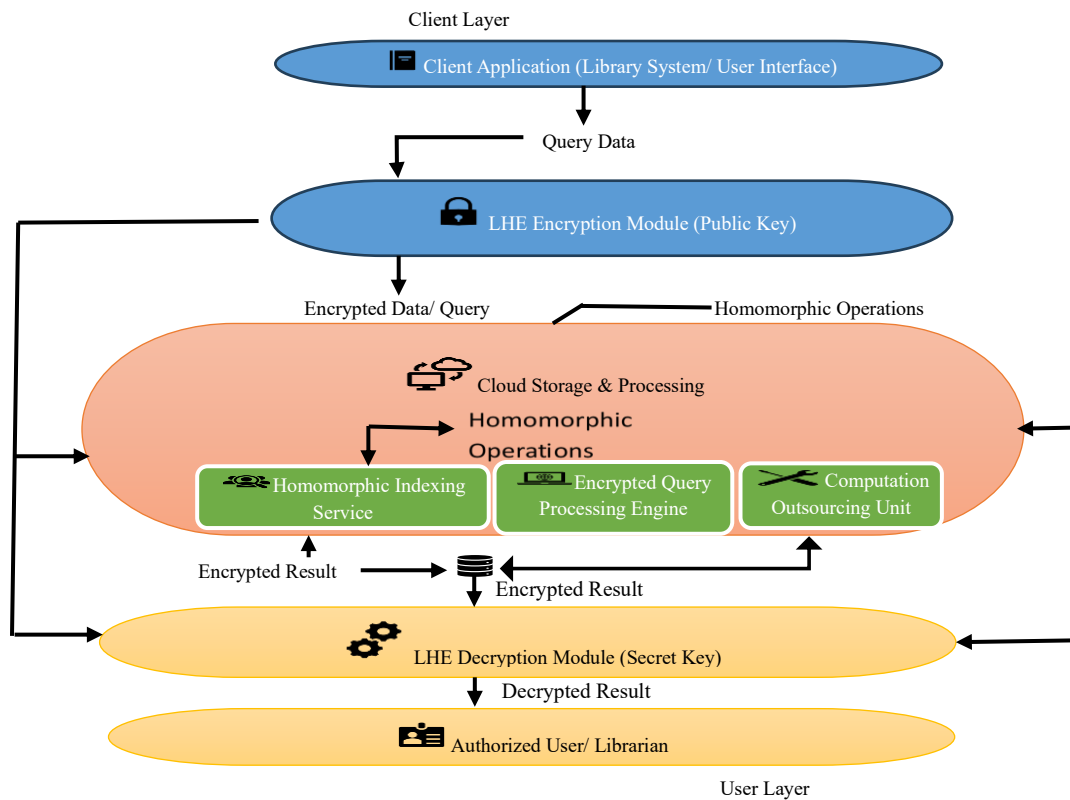 Client Layer
Client Application (Library System/ User Interface)
Query Data
LHE Encryption Module (Public Key)
Encrypted Data/ Query
Homomorphic Operations
Cloud Storage & Processing
Homomorphic
Operations
Homomorphic Indexing
Service
Encrypted Query
Processing Engine
Computation
Outsourcing Unit
Encrypted Result
Encrypted Result
LHE Decryption Module (Secret Key)
Decrypted Result
Authorized User/ Librarian
User Layer